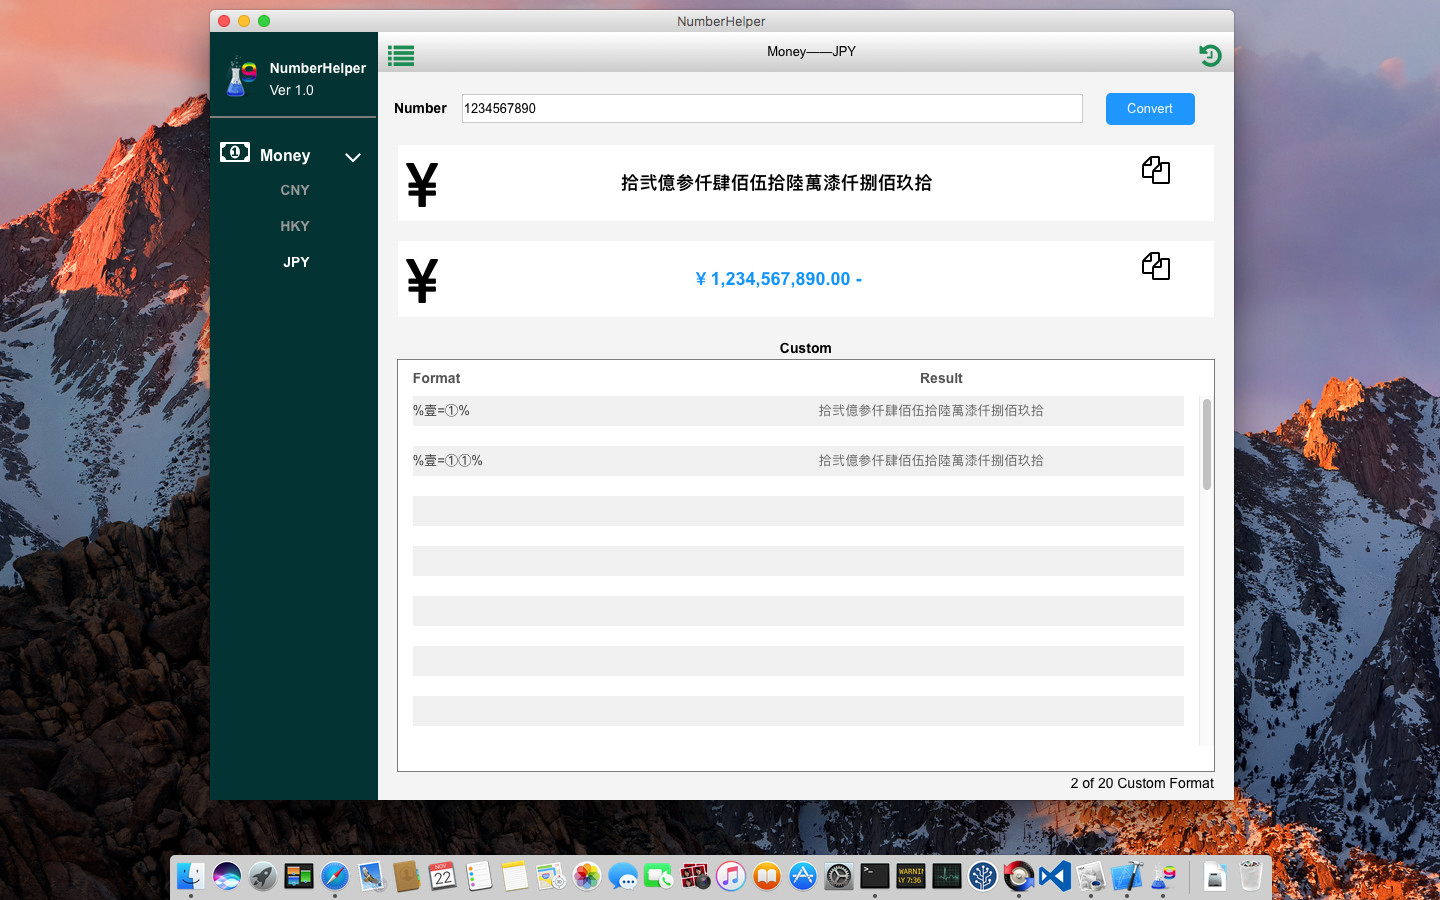 NumberHelper
NumberHelper
Ver 1.0
Money——JPY
Number
1234567890
Convert
Money
CNY
HKY
JPY
¥
拾弐億参仟肆佰伍拾陸萬漆仟捌佰玖拾
¥
¥ 1,234,567,890.00 -
Custom
Format
Result
%壹=①%
拾弐億参仟肆佰伍拾陸萬漆仟捌佰玖拾
%壹=①①%
拾弐億参仟肆佰伍拾陸萬漆仟捌佰玖拾
2 of 20 Custom Format
NOV
22
WARNIN
AY 7:36